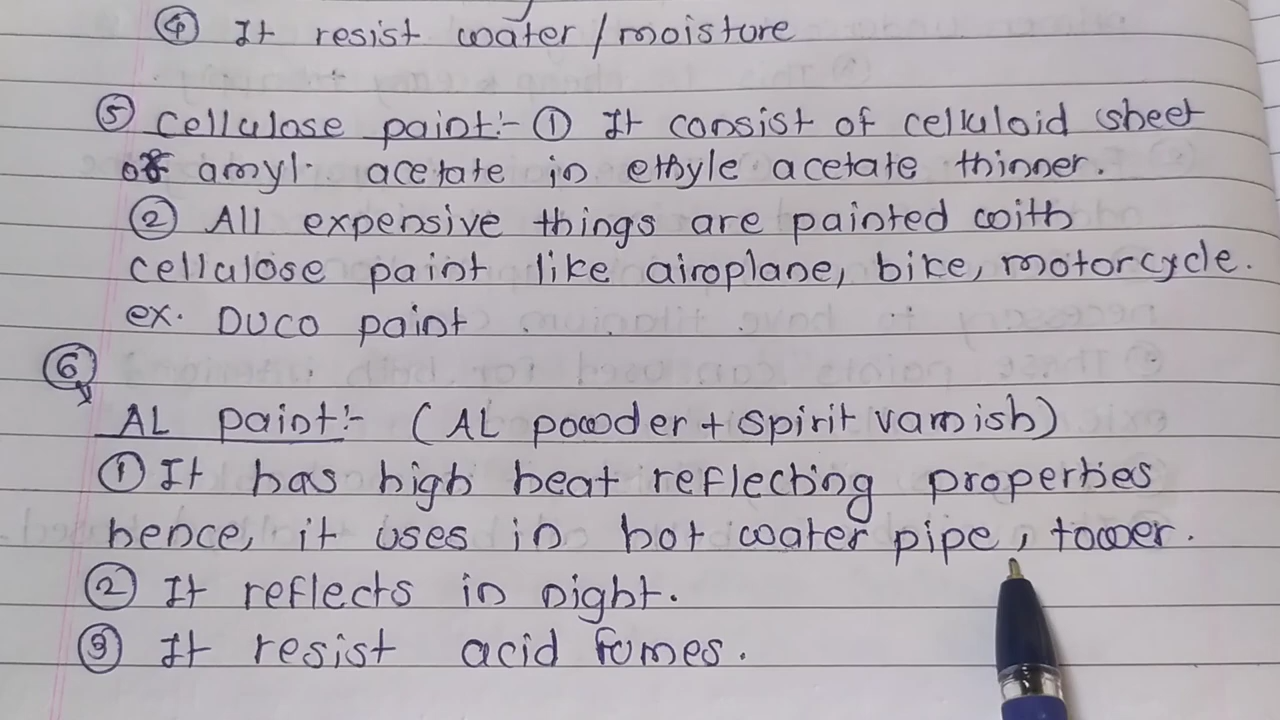 ④ It resist water/moisture
⑤ Cellulose paint:- ① It consist of celluloid sheet
of amyl acetate in ethyle acetate thinner.
② All expensive things are painted with
cellulose paint like airoplane, bike, motorcycle.
ex. DUCO paint
⑥
AL paint:- (AL powder + spirit varnish)
① It has high heat reflecting properties
hence, it uses in hot water pipe, tower.
② It reflects in night.
③ It resist acid fumes.